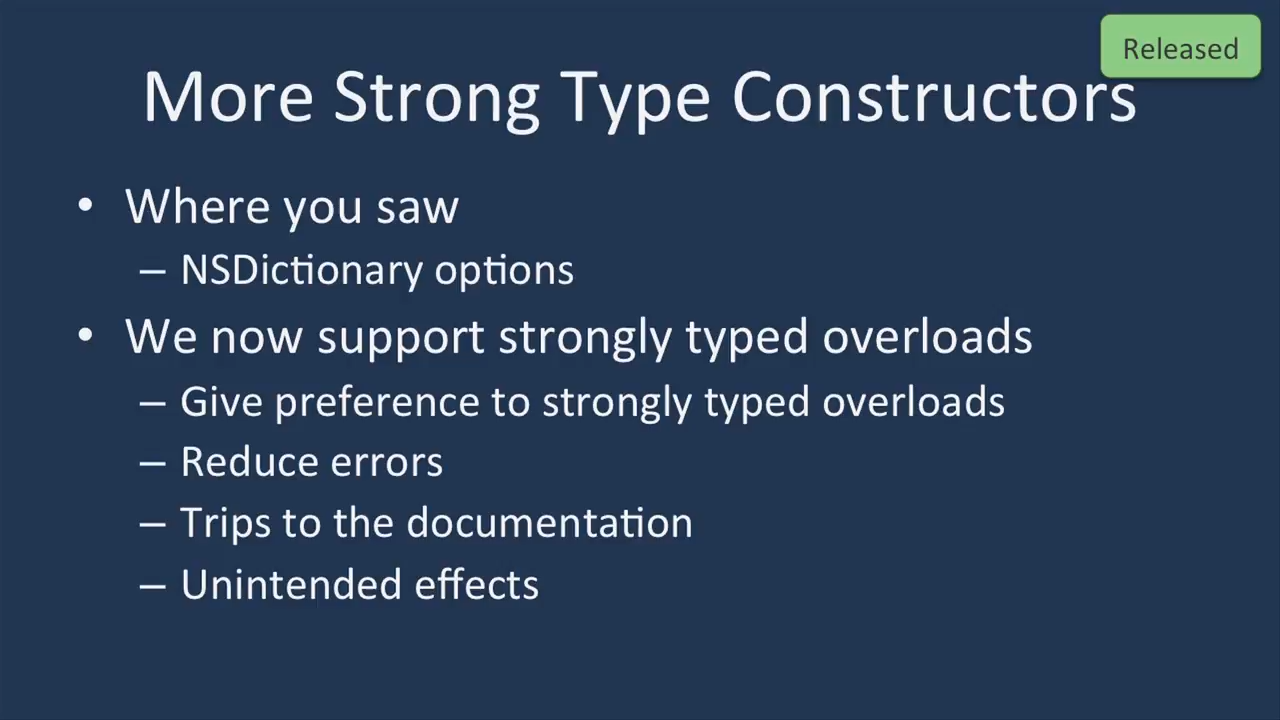 Released
More Strong Type Constructors
• Where you saw
– NSDictionary options
• We now support strongly typed overloads
– Give preference to strongly typed overloads
– Reduce errors
– Trips to the documentation
– Unintended effects